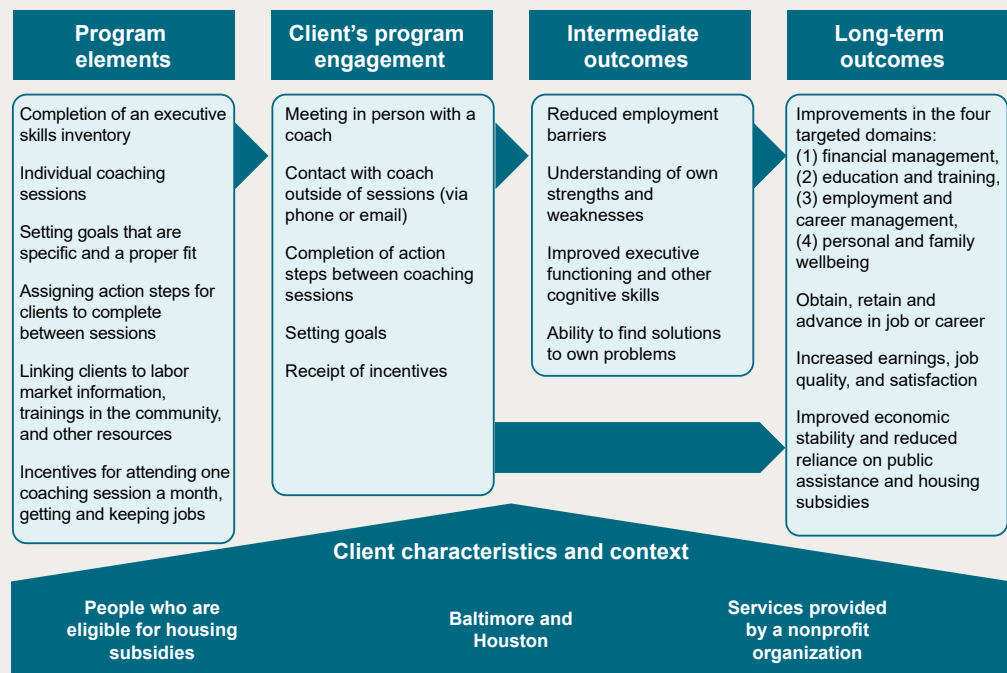 Program
elements
Client's program
engagement
Intermediate
outcomes
Long-term
outcomes
Completion of an executive
skills inventory
Individual coaching
sessions
Setting goals that are
specific and a proper fit
Assigning action steps for
clients to complete
between sessions
Linking clients to labor
market information,
trainings in the community,
and other resources
Incentives for attending one
coaching session a month,
getting and keeping jobs
Meeting in person with a
coach
Contact with coach
outside of sessions (via
phone or email)
Completion of action
steps between coaching
sessions
Setting goals
Receipt of incentives
Reduced employment
barriers
Understanding of own
strengths and
weaknesses
Improved executive
functioning and other
cognitive skills
Ability to find solutions
to own problems
Improvements in the four
targeted domains:
(1) financial management,
(2) education and training,
(3) employment and
career management,
(4) personal and family
wellbeing
Obtain, retain and
advance in job or career
Increased earnings, job
quality, and satisfaction
Improved economic
stability and reduced
reliance on public
assistance and housing
subsidies
Client characteristics and context
People who are
eligible for housing
subsidies
Baltimore and
Houston
Services provided
by a nonprofit
organization